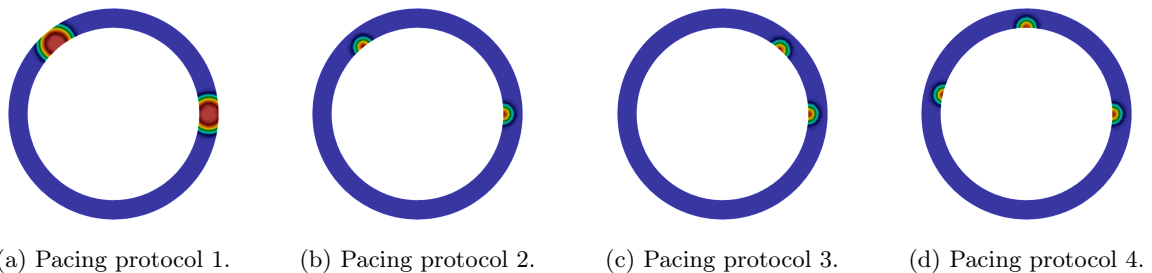 a) Pacing protocol 1.
(b) Pacing protocol 2.
(c) Pacing protocol 3.
(d) Pacing protocol 4.